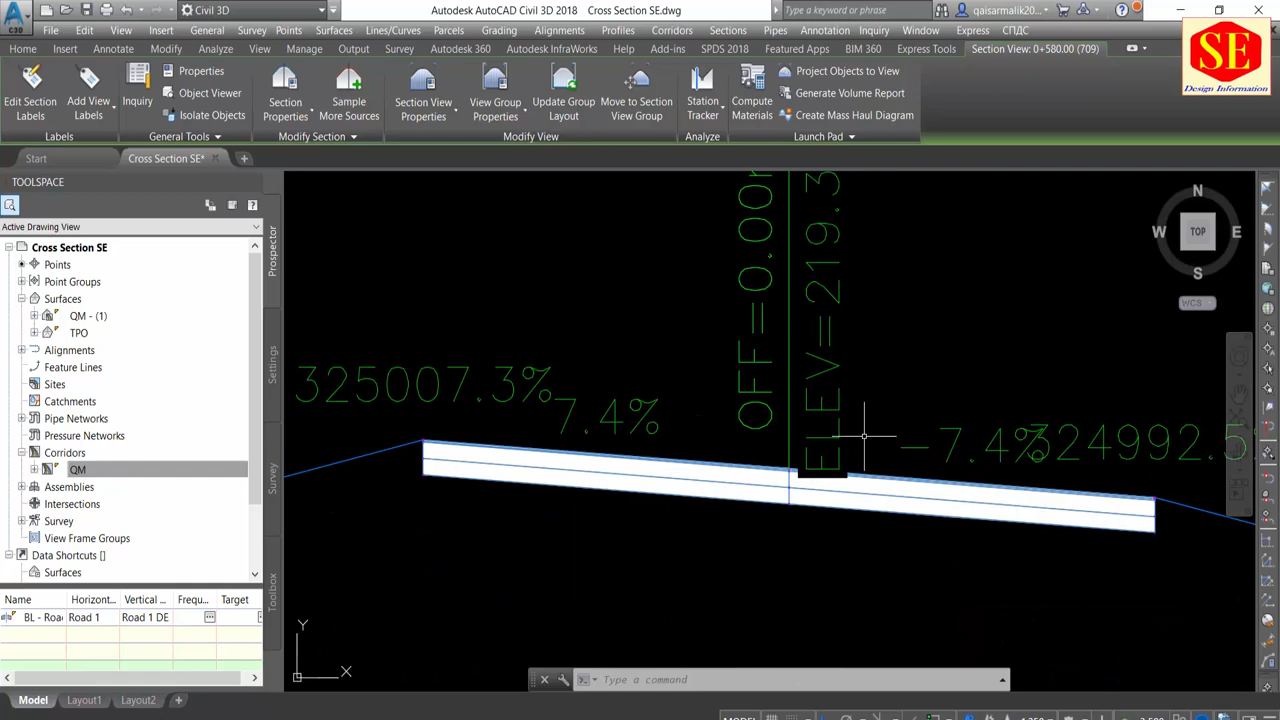 Civil 3D
Autodesk AutoCAD Civil 3D 2018 Cross Section SE.dwg
Type a keyword or phrase
qaisarmalik20...
C3D
File Edit View Insert General Survey Points Surfaces Lines/Curves Parcels Grading Alignments Profiles Corridors Sections Pipes Annotation Inquiry Window Express СПДС
Home Insert Annotate Modify Analyze View Manage Output Survey Autodesk 360 Autodesk InfraWorks Help Add-ins SPDS 2018 Featured Apps BIM 360 Express Tools Section View: 0+580.00 (709)
SE
Design Information
Edit Section Labels
Add View Labels
Inquiry
Properties
Object Viewer
Isolate Objects
Section Properties
Sample More Sources
Section View Properties
View Group Properties
Update Group Layout
Move to Section View Group
Station Tracker
Compute Materials
Project Objects to View
Generate Volume Report
Create Mass Haul Diagram
Labels General Tools Modify Section Modify View Analyze Launch Pad
Start Cross Section SE*
TOOLSPACE
Active Drawing View
Cross Section SE
Points
Point Groups
Surfaces
QM - (1)
TPO
Alignments
Feature Lines
Sites
Catchments
Pipe Networks
Pressure Networks
Corridors
QM
Assemblies
Intersections
Survey
View Frame Groups
Data Shortcuts []
Surfaces
Prospector
Settings
Survey
Toolbox
Name Horizont... Vertical ... Frequ... Target
BL - Roa Road 1 Road 1 DE
OFF=0.00
ELEV=219.3
325007.3%
7.4%
-7.4%
324992.5
N
W TOP E
S
WCS
Y
X
Type a command
Model Layout1 Layout2
MODEL